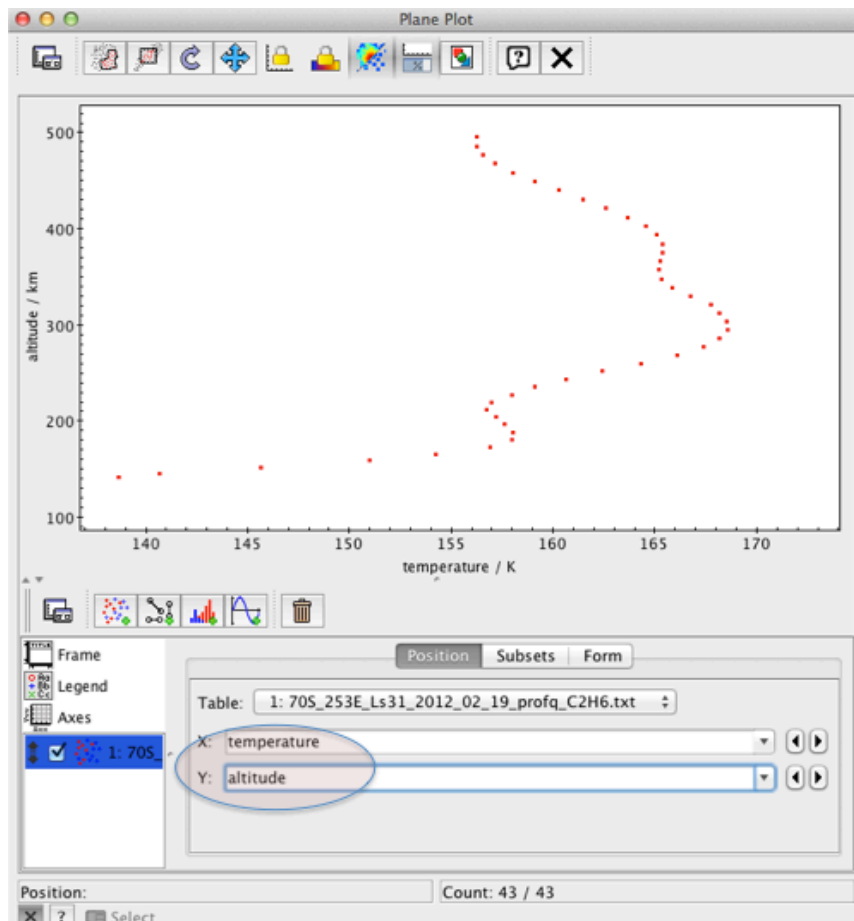 Plane Plot
500
400
300
200
100
altitude / km
140 145 150 155 160 165 170
temperature / K
Frame
Legend
Axes
1: 70S_
Position Subsets Form
Table: 1: 70S_253E_Ls31_2012_02_19_profq_C2H6.txt
X: temperature
Y: altitude
Position:
Count: 43 / 43
X ? Select